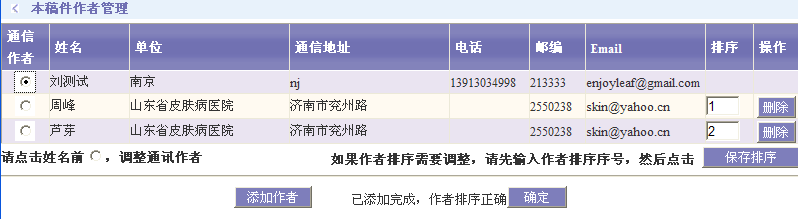 本稿件作者管理
通信作者 姓名 单位 通信地址 电话 邮编 Email 排序 操作
刘测试 南京 nj 13913034998 213333 enjoyleaf@gmail.com
周峰 山东省皮肤病医院 济南市兖州路 2550238 skin@yahoo.cn 1 删除
芦芽 山东省皮肤病医院 济南市兖州路 2550238 skin@yahoo.cn 2 删除
请点击姓名前 ，调整通讯作者 如果作者排序需要调整，请先输入作者排序序号，然后点击 保存排序
添加作者 已添加完成，作者排序正确 确定